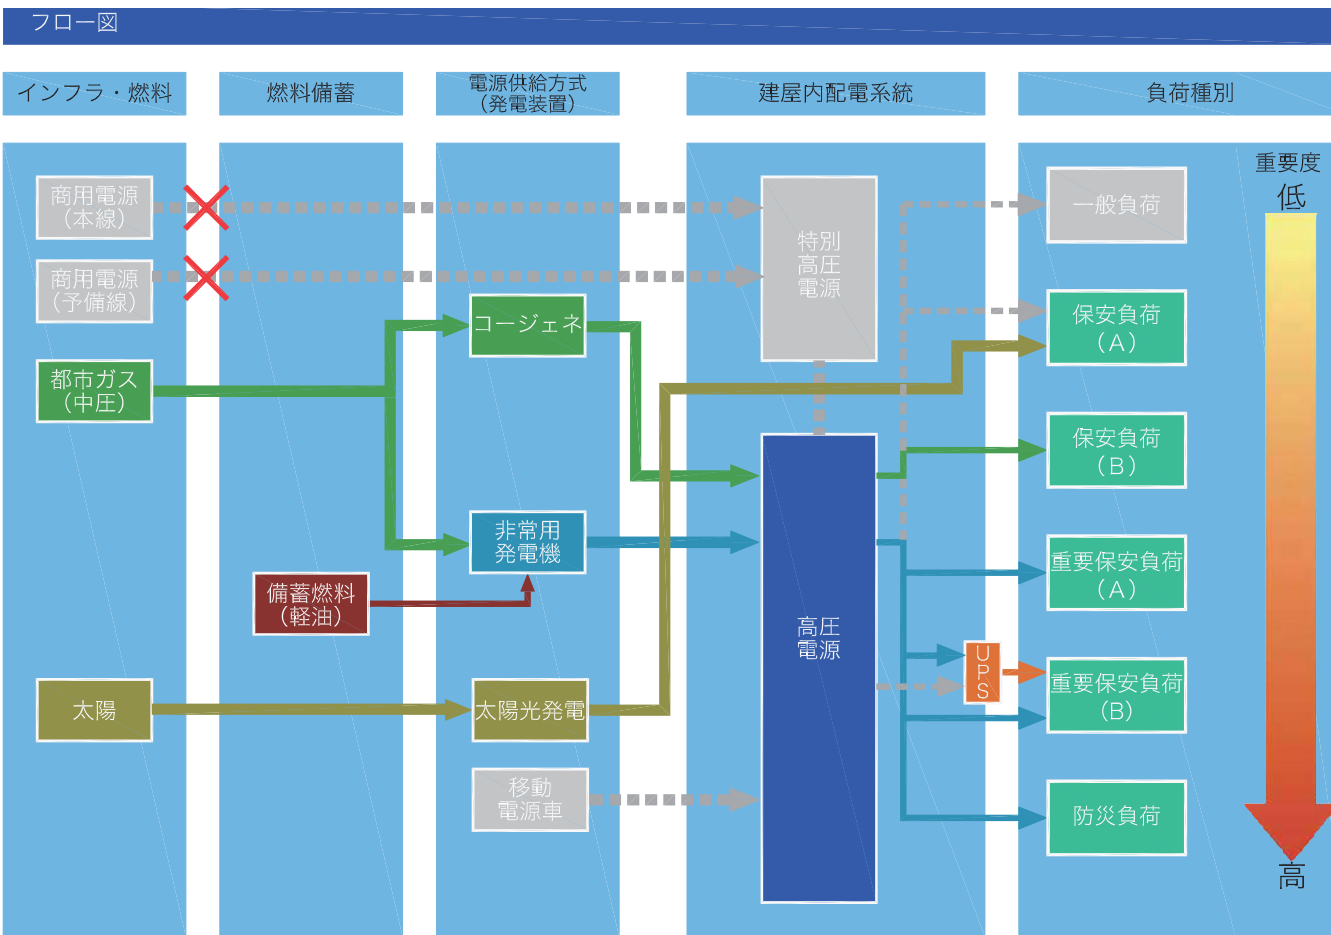 フロー図
インフラ・燃料
燃料備蓄
電源供給方式
（発電装置）
建屋内配電系統
負荷種別
商用電源
（本線）
商用電源
（予備線）
都市ガス
（中圧）
太陽
備蓄燃料
（軽油）
コージェネ
非常用
発電機
太陽光発電
移動
電源車
特別
高圧
電源
高圧
電源
U
P
S
一般負荷
保安負荷
（A）
保安負荷
（B）
重要保安負荷
（A）
重要保安負荷
（B）
防災負荷
重要度
低
高